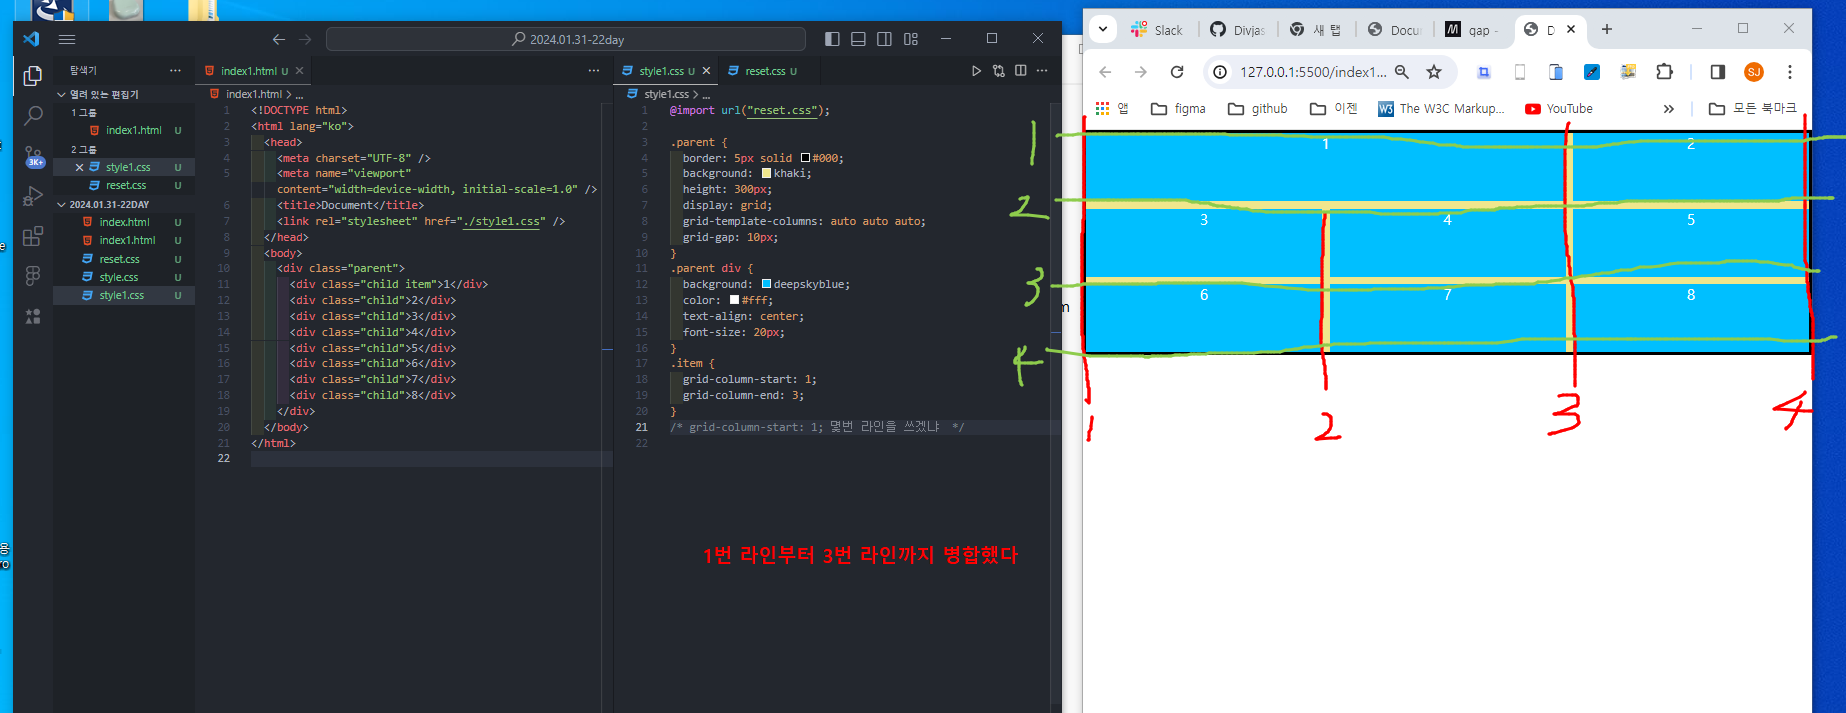 2024.01.31-22day
탐색기
열려 있는 편집기
1 그룹
index1.html U
2 그룹
style1.css U
reset.css U
2024.01.31-22DAY
index.html U
index1.html U
reset.css U
style.css U
style1.css U
3K+
index1.html U
index1.html > ...
1 <!DOCTYPE html>
2 <html lang="ko">
3 <head>
4 <meta charset="UTF-8" />
5 <meta name="viewport"
content="width=device-width, initial-scale=1.0" />
6 <title>Document</title>
7 <link rel="stylesheet" href="./style1.css" />
8 </head>
9 <body>
10 <div class="parent">
11 <div class="child item">1</div>
12 <div class="child">2</div>
13 <div class="child">3</div>
14 <div class="child">4</div>
15 <div class="child">5</div>
16 <div class="child">6</div>
17 <div class="child">7</div>
18 <div class="child">8</div>
19 </div>
20 </body>
21 </html>
22
style1.css U
reset.css U
style1.css > ...
1 @import url("reset.css");
2
3 .parent {
4 border: 5px solid #000;
5 background: khaki;
6 height: 300px;
7 display: grid;
8 grid-template-columns: auto auto auto;
9 grid-gap: 10px;
10 }
11 .parent div {
12 background: deepskyblue;
13 color: #fff;
14 text-align: center;
15 font-size: 20px;
16 }
17 .item {
18 grid-column-start: 1;
19 grid-column-end: 3;
20 }
21 /* grid-column-start: 1; 몇번 라인을 쓰겠냐 */
22
1번 라인부터 3번 라인까지 병합했다
Slack
Divjas
새 탭
Docu
gap -
D
127.0.0.1:5500/index1...
SJ
앱
figma
github
이젠
The W3C Markup...
YouTube
모든 북마크
1
2
3
4
1 2
3 4 5
6 7 8
1 2 3 4